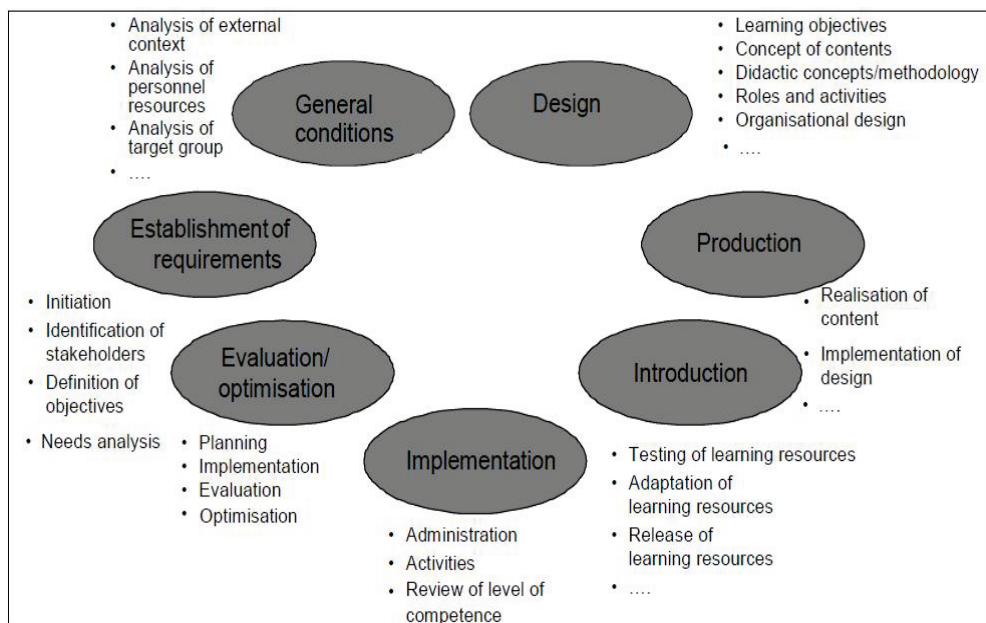 • Analysis of external
context
• Analysis of
personnel
resources
• Analysis of
target group
• ....
General
conditions
Design
• Learning objectives
• Concept of contents
• Didactic concepts/methodology
• Roles and activities
• Organisational design
• ....
Establishment of
requirements
• Initiation
• Identification of
stakeholders
• Definition of
objectives
• Needs analysis
Production
• Realisation of
content
• Implementation of
design
• ....
Evaluation/
optimisation
• Planning
• Implementation
• Evaluation
• Optimisation
Introduction
• Testing of learning resources
• Adaptation of
learning resources
• Release of
learning resources
• ....
Implementation
• Administration
• Activities
• Review of level of
competence